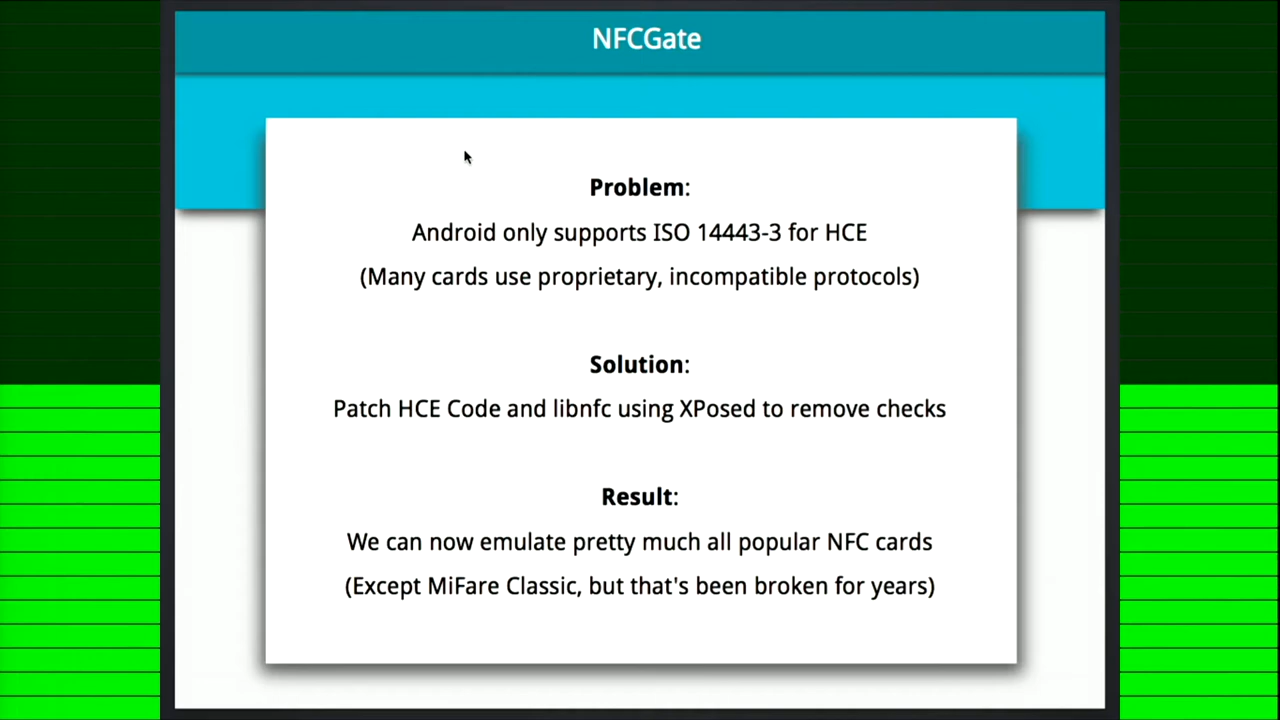 NFCGate
Problem:
Android only supports ISO 14443-3 for HCE
(Many cards use proprietary, incompatible protocols)
Solution:
Patch HCE Code and libnfc using XPosed to remove checks
Result:
We can now emulate pretty much all popular NFC cards
(Except MiFare Classic, but that's been broken for years)